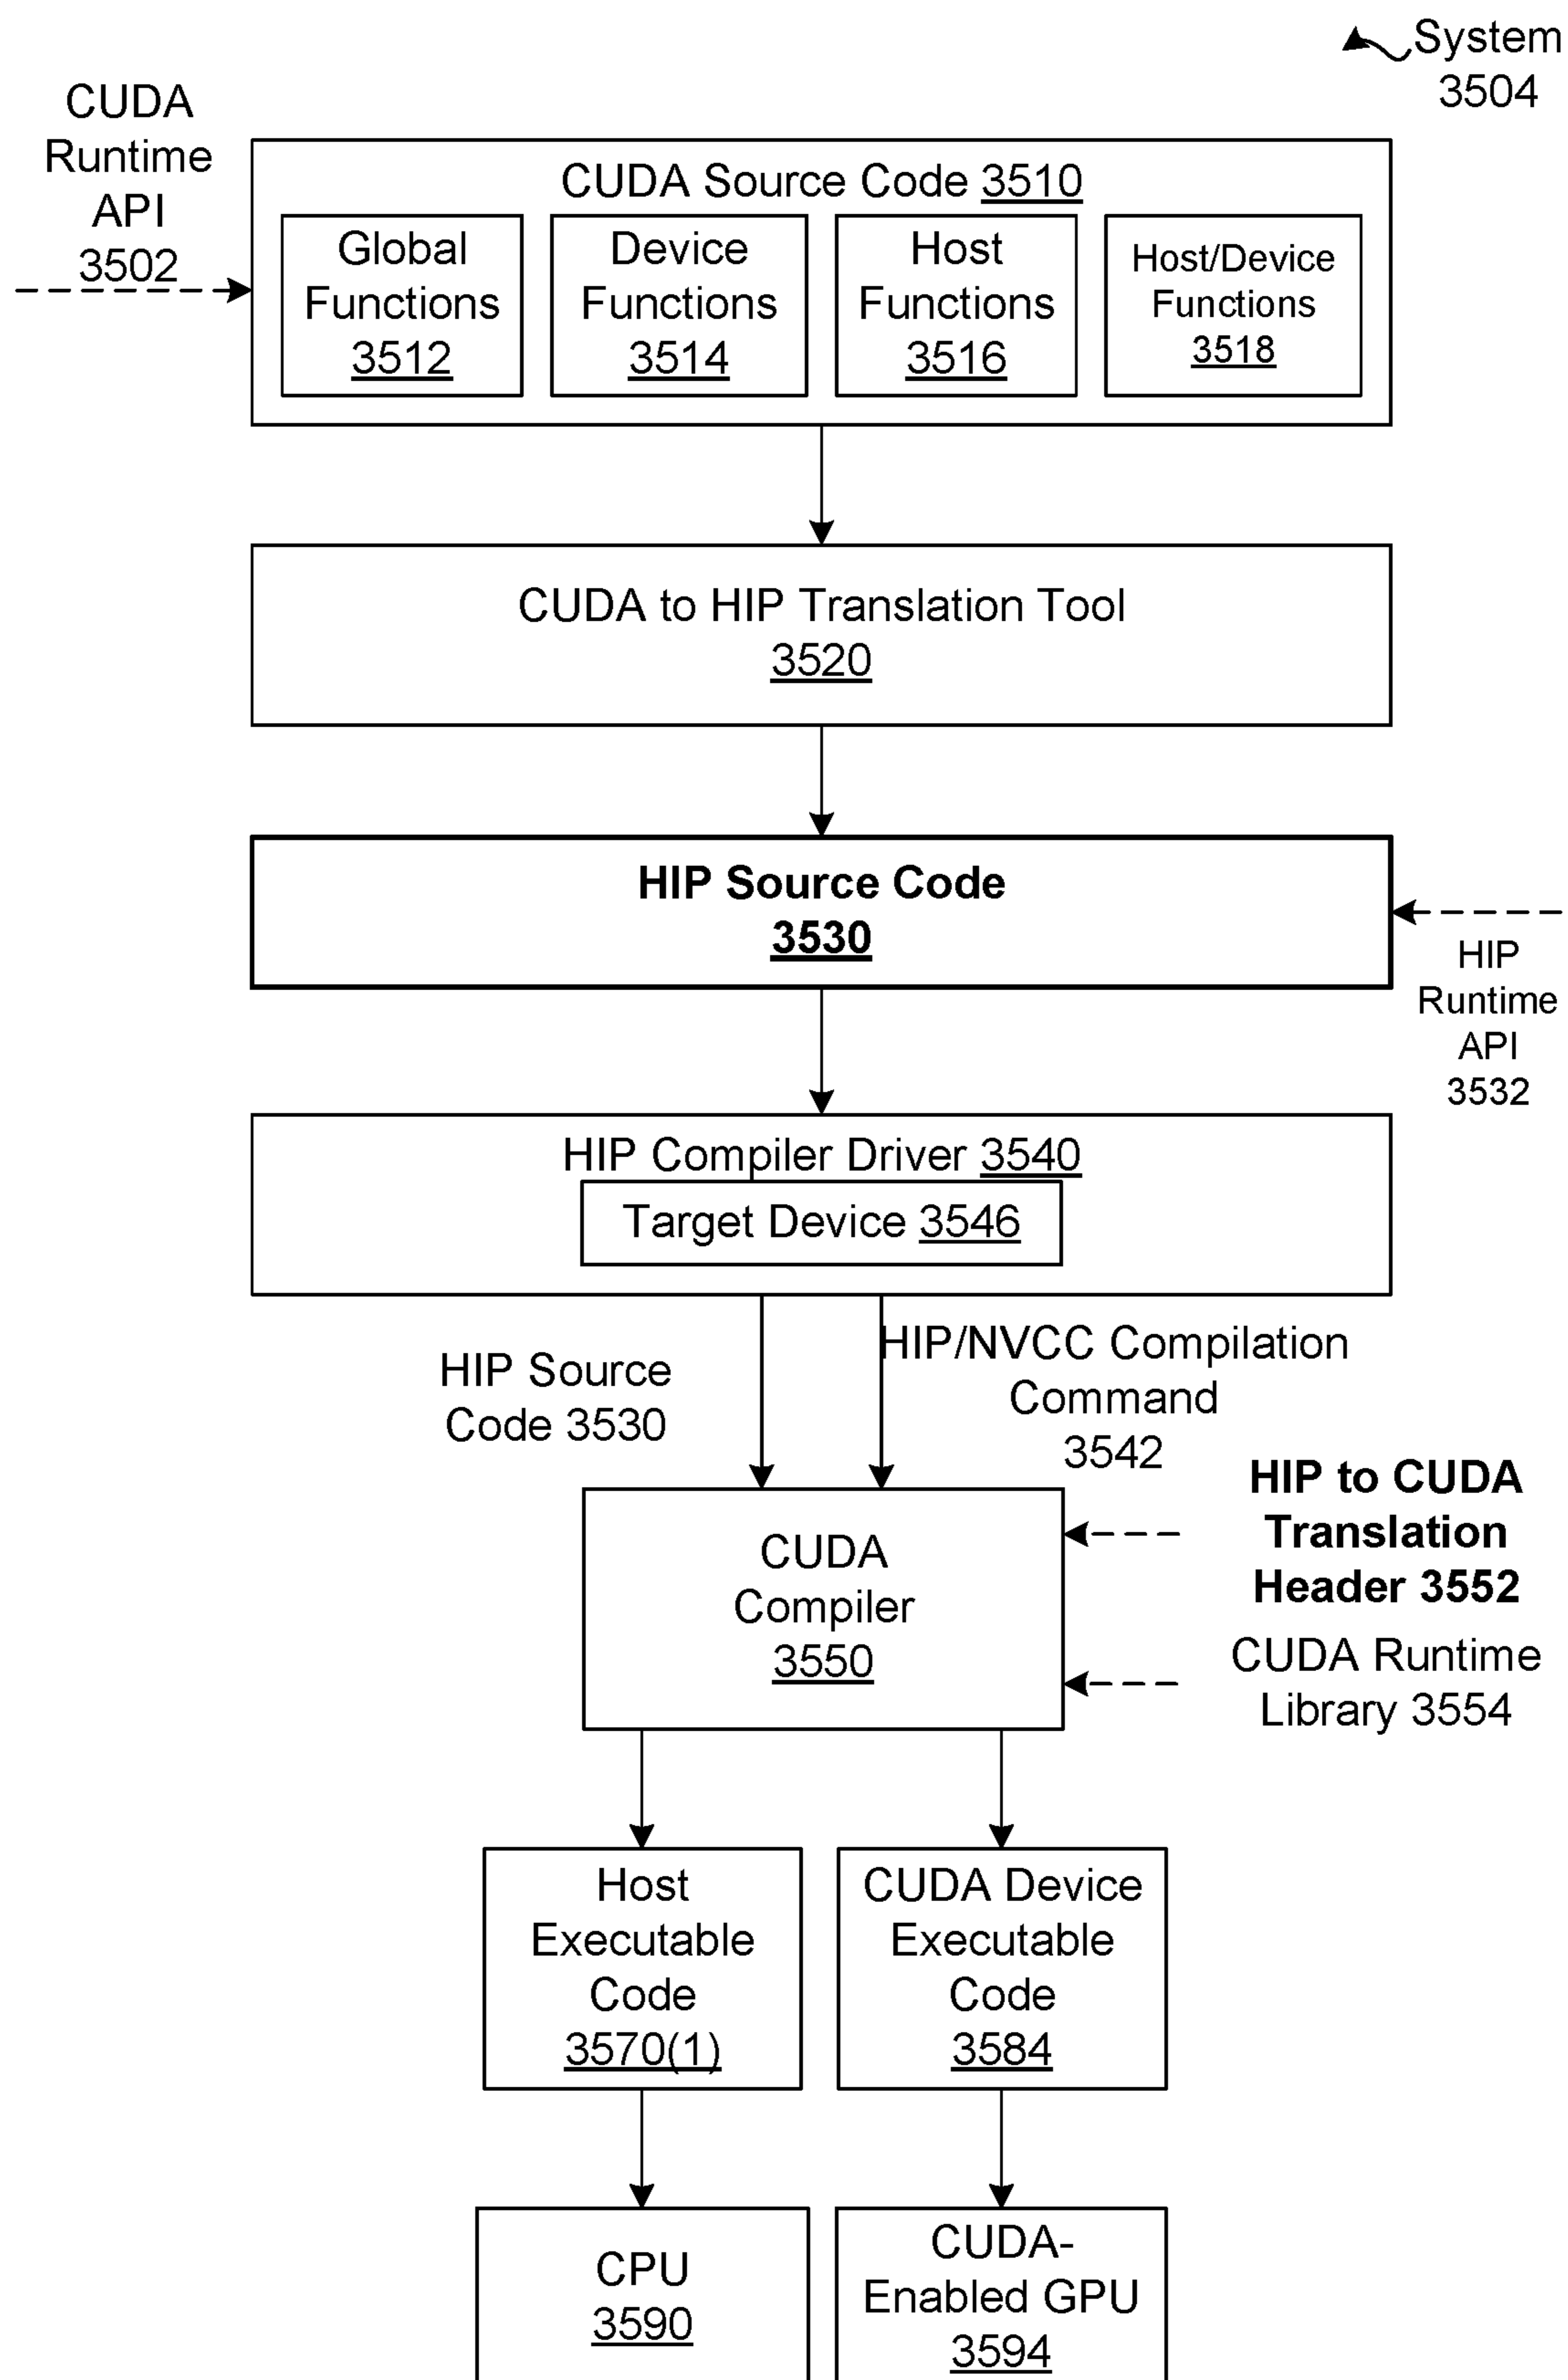 System
3504
CUDA
Runtime
API
3502
CUDA Source Code 3510
Global
Functions
3512
Device
Functions
3514
Host
Functions
3516
Host/Device
Functions
3518
CUDA to HIP Translation Tool
3520
HIP Source Code
3530
HIP
Runtime
API
3532
HIP Compiler Driver 3540
Target Device 3546
HIP Source
Code 3530
HIP/NVCC Compilation
Command
3542
HIP to CUDA
Translation
Header 3552
CUDA
Compiler
3550
CUDA Runtime
Library 3554
Host
Executable
Code
3570(1)
CUDA Device
Executable
Code
3584
CPU
3590
CUDA-
Enabled GPU
3594